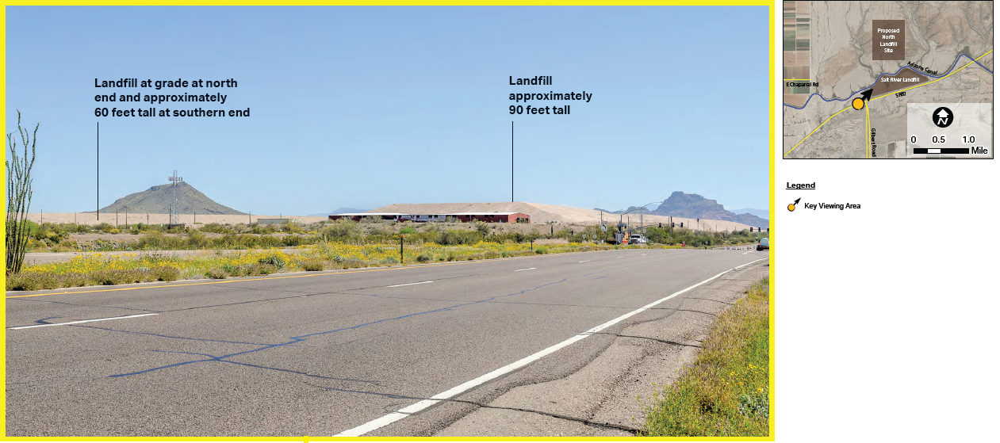 Landfill at grade at north
end and approximately
60 feet tall at southern end
Landfill
approximately
90 feet tall
Proposed
North
Landfill
Site
Arizona Canal
E Chaparral Rd
Salt River Landfill
SR87
Gilbert Road
N
0 0.5 1.0
Mile
Legend
Key Viewing Area